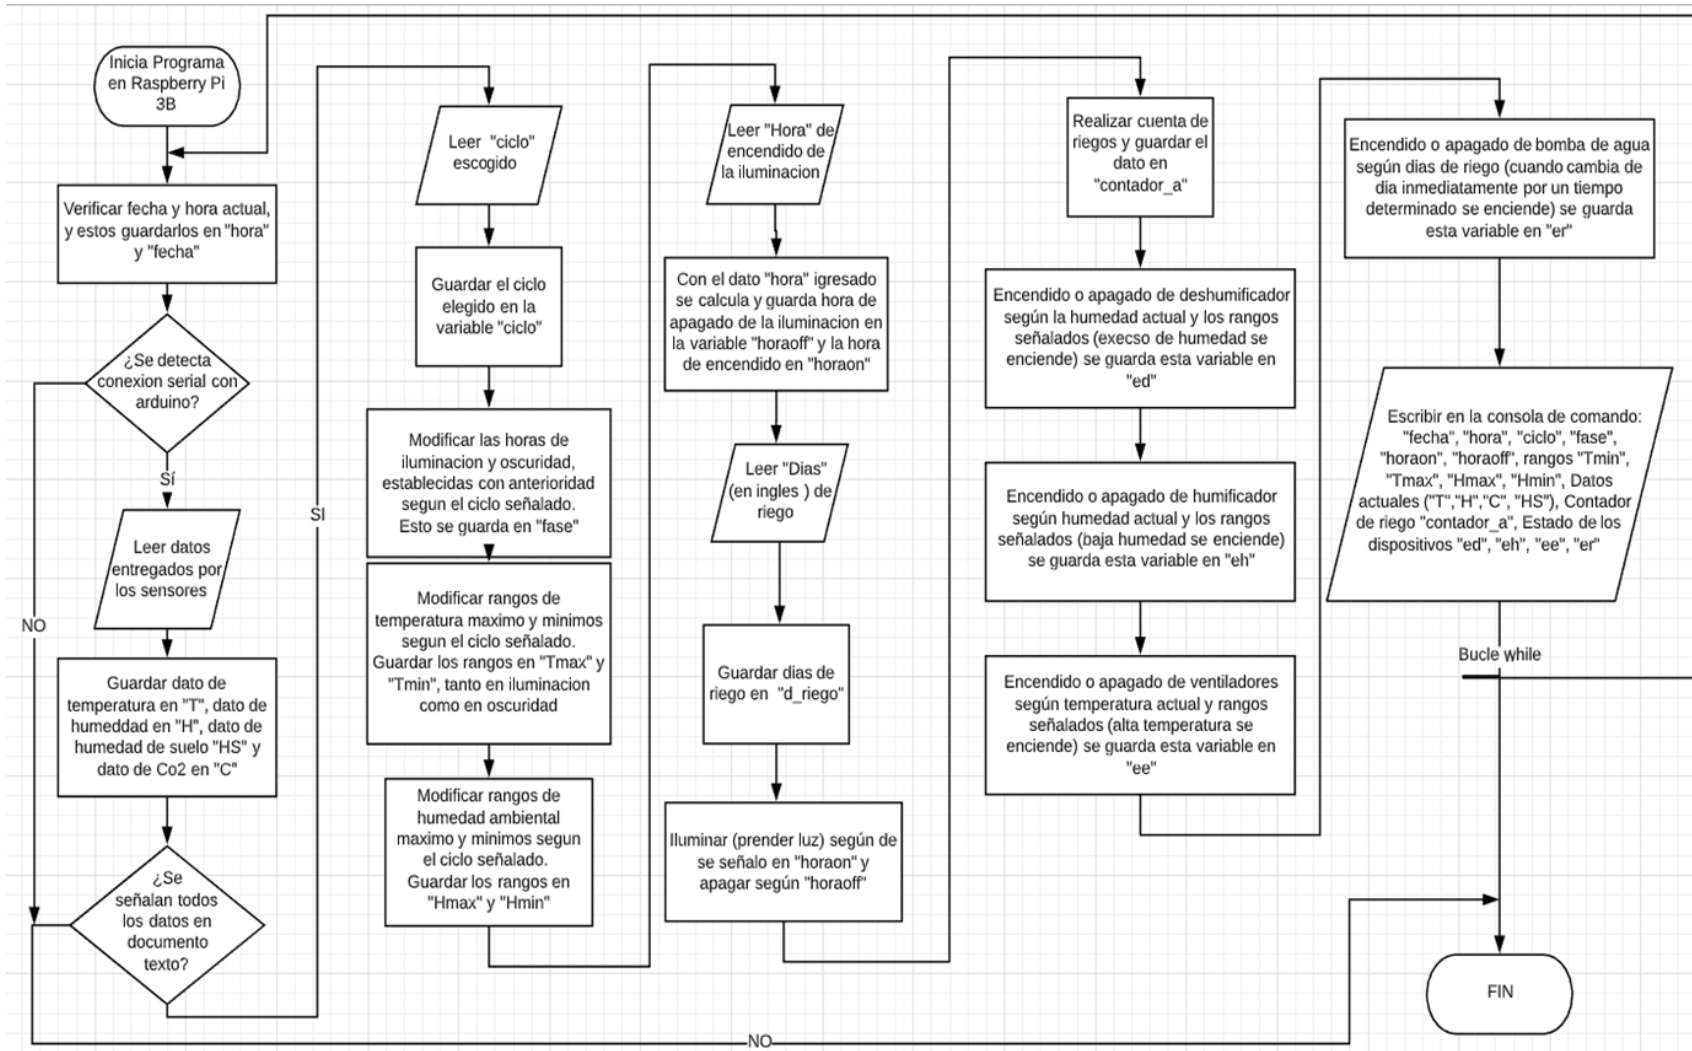 Inicia Programa
en Raspberry Pi
3B
Verificar fecha y hora actual,
y estos guardarlos en "hora"
y "fecha"
¿Se detecta
conexion serial con
arduino?
Sí
NO
Leer datos
entregados por
los sensores
Guardar dato de
temperatura en "T", dato de
humeddad en "H", dato de
humedad de suelo "HS" y
dato de Co2 en "C"
¿Se
señalan todos
los datos en
documento
texto?
SI
NO
Leer "ciclo"
escogido
Guardar el ciclo
elegido en la
variable "ciclo"
Modificar las horas de
iluminacion y oscuridad,
establecidas con anterioridad
segun el ciclo señalado.
Esto se guarda en "fase"
Modificar rangos de
temperatura maximo y minimos
segun el ciclo señalado.
Guardar los rangos en "Tmax" y
"Tmin", tanto en iluminacion
como en oscuridad
Modificar rangos de
humedad ambiental
maximo y minimos segun
el ciclo señalado.
Guardar los rangos en
"Hmax" y "Hmin"
Leer "Hora" de
encendido de
la iluminacion
Con el dato "hora" igresado
se calcula y guarda hora de
apagado de la iluminacion en
la variable "horaoff" y la hora
de encendido en "horaon"
Leer "Dias"
(en ingles ) de
riego
Guardar dias de
riego en "d_riego"
Iluminar (prender luz) según de
se señalo en "horaon" y
apagar según "horaoff"
Realizar cuenta de
riegos y guardar el
dato en
"contador_a"
Encendido o apagado de deshumificador
según la humedad actual y los rangos
señalados (execso de humedad se
enciende) se guarda esta variable en
"ed"
Encendido o apagado de humificador
según humedad actual y los rangos
señalados (baja humedad se enciende)
se guarda esta variable en "eh"
Encendido o apagado de ventiladores
según temperatura actual y rangos
señalados (alta temperatura se
enciende) se guarda esta variable en
"ee"
Encendido o apagado de bomba de agua
según dias de riego (cuando cambia de
dia inmediatamente por un tiempo
determinado se enciende) se guarda
esta variable en "er"
Escribir en la consola de comando:
"fecha", "hora", "ciclo", "fase",
"horaon", "horaoff", rangos "Tmin",
"Tmax", "Hmax", "Hmin", Datos
actuales ("T","H","C", "HS"), Contador
de riego "contador_a", Estado de los
dispositivos "ed", "eh", "ee", "er"
Bucle while
FIN